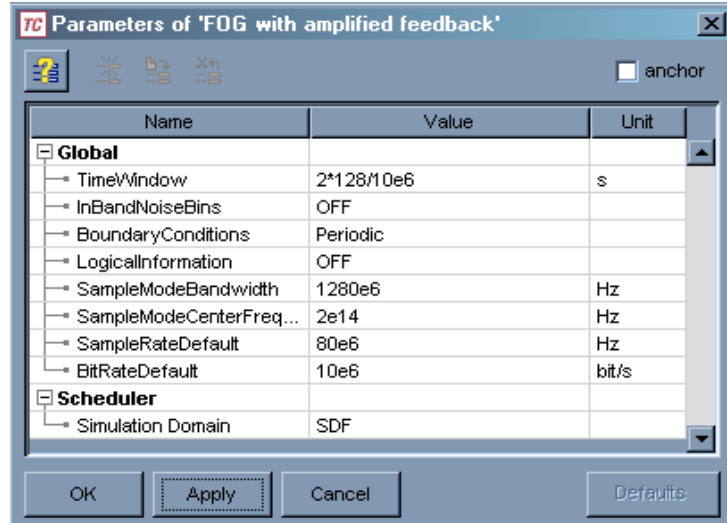 TC Parameters of 'FOG with amplified feedback'
anchor
Name Value Unit
Global
TimeWindow 2*128/10e6 s
InBandNoiseBins OFF
BoundaryConditions Periodic
LogicalInformation OFF
SampleModeBandwidth 1280e6 Hz
SampleModeCenterFreq... 2e14 Hz
SampleRateDefault 80e6 Hz
BitRateDefault 10e6 bit/s
Scheduler
Simulation Domain SDF
OK Apply Cancel Defaults